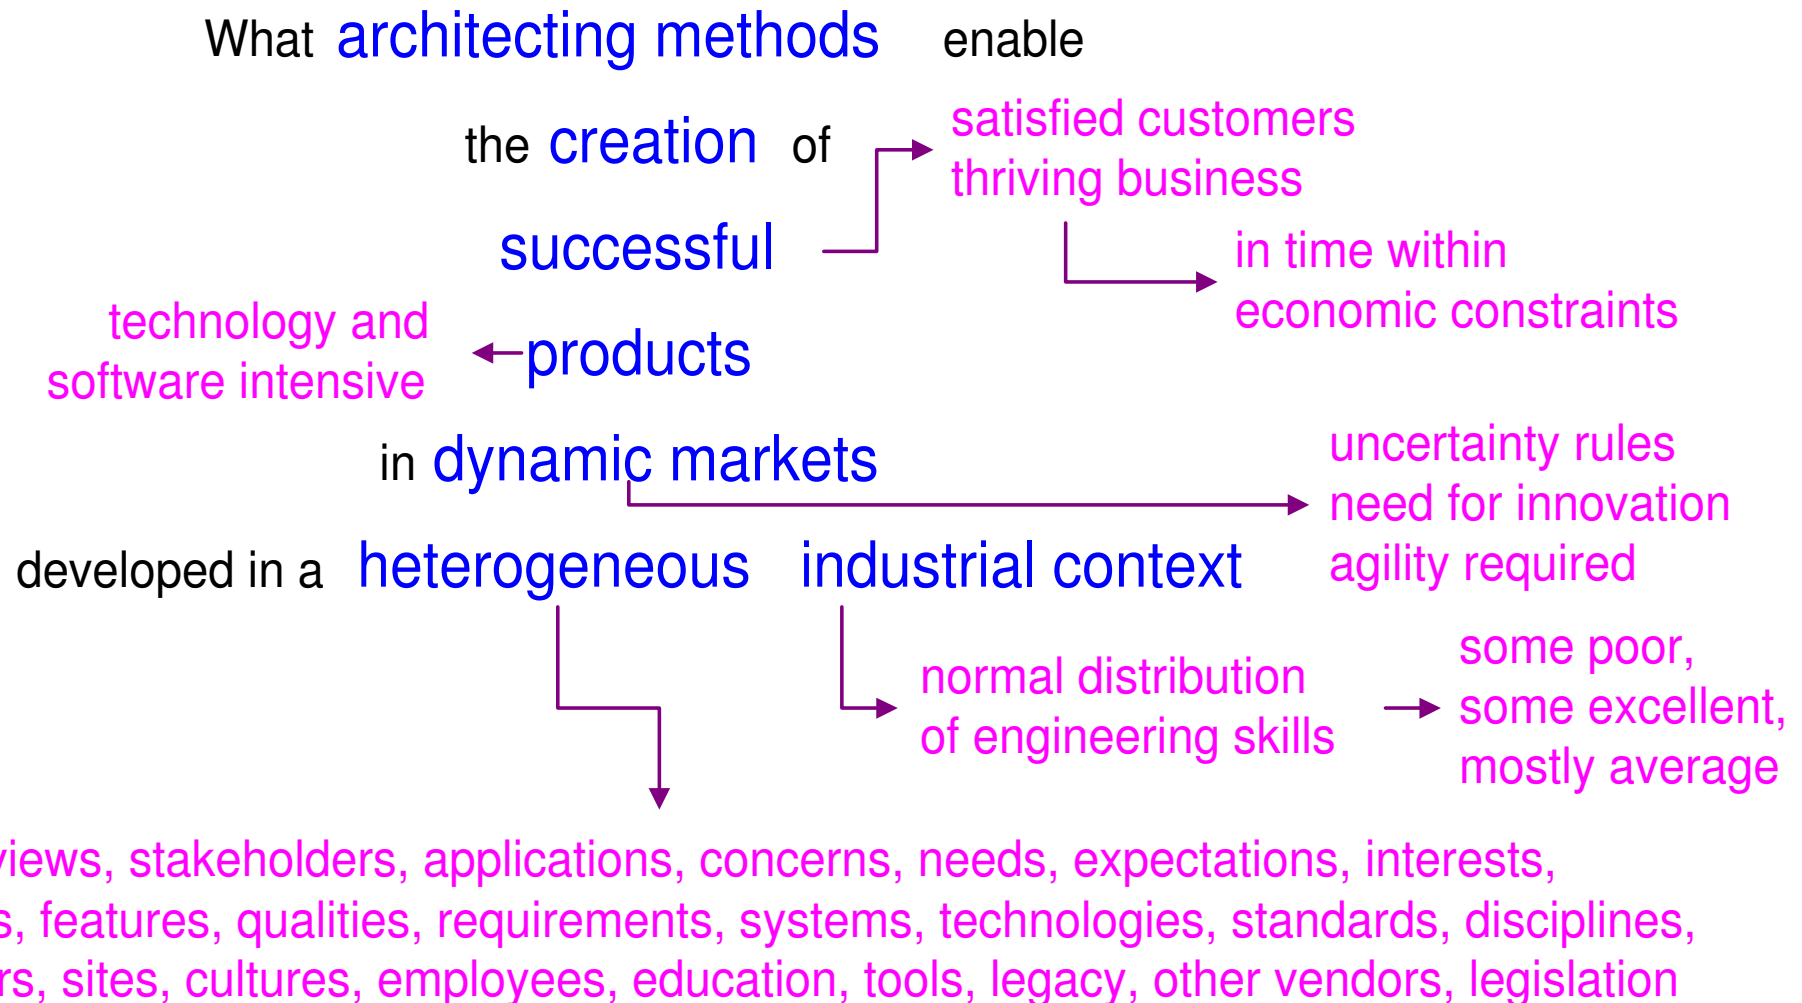 What architecting methods enable
the creation of
satisfied customers
thriving business
successful
in time within
economic constraints
technology and
software intensive
products
in dynamic markets
uncertainty rules
need for innovation
agility required
developed in a heterogeneous industrial context
normal distribution
of engineering skills
some poor,
some excellent,
mostly average
views, stakeholders, applications, concerns, needs, expectations, interests,
features, qualities, requirements, systems, technologies, standards, disciplines,
sites, cultures, employees, education, tools, legacy, other vendors, legislation